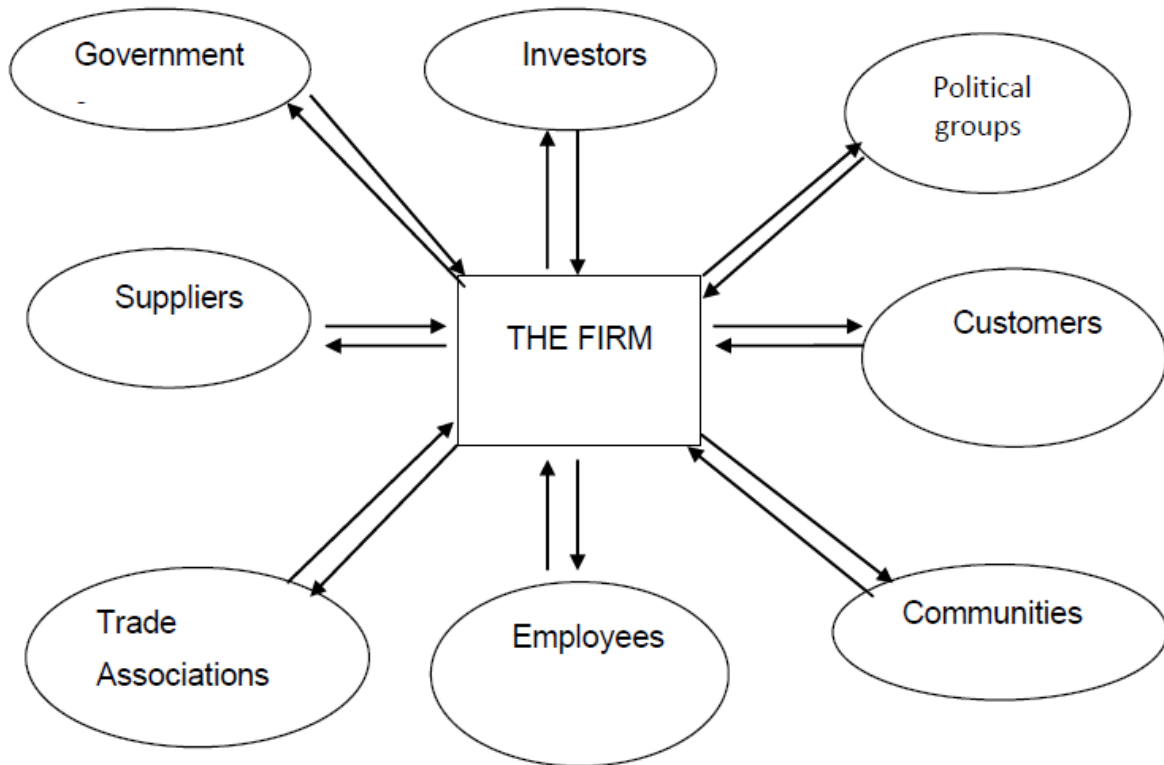 Government
-
Investors
Political
groups
Suppliers
THE FIRM
Customers
Trade
Associations
Employees
Communities